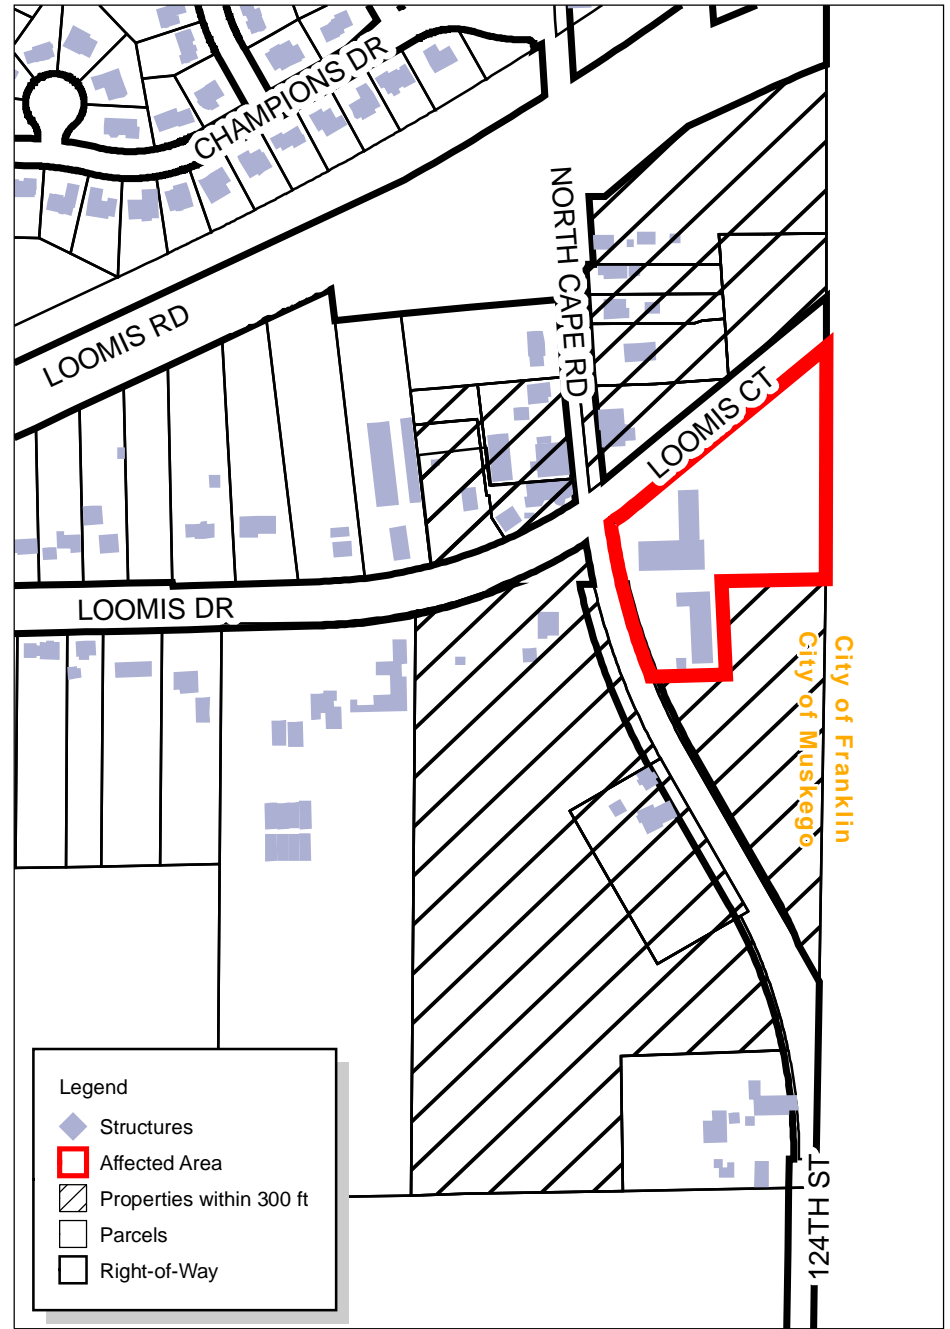 CHAMPIONS DR
NORTH CAPE RD
LOOMIS RD
LOOMIS CT
LOOMIS DR
City of Franklin
City of Muskego
124TH ST
Legend
Structures
Affected Area
Properties within 300 ft
Parcels
Right-of-Way